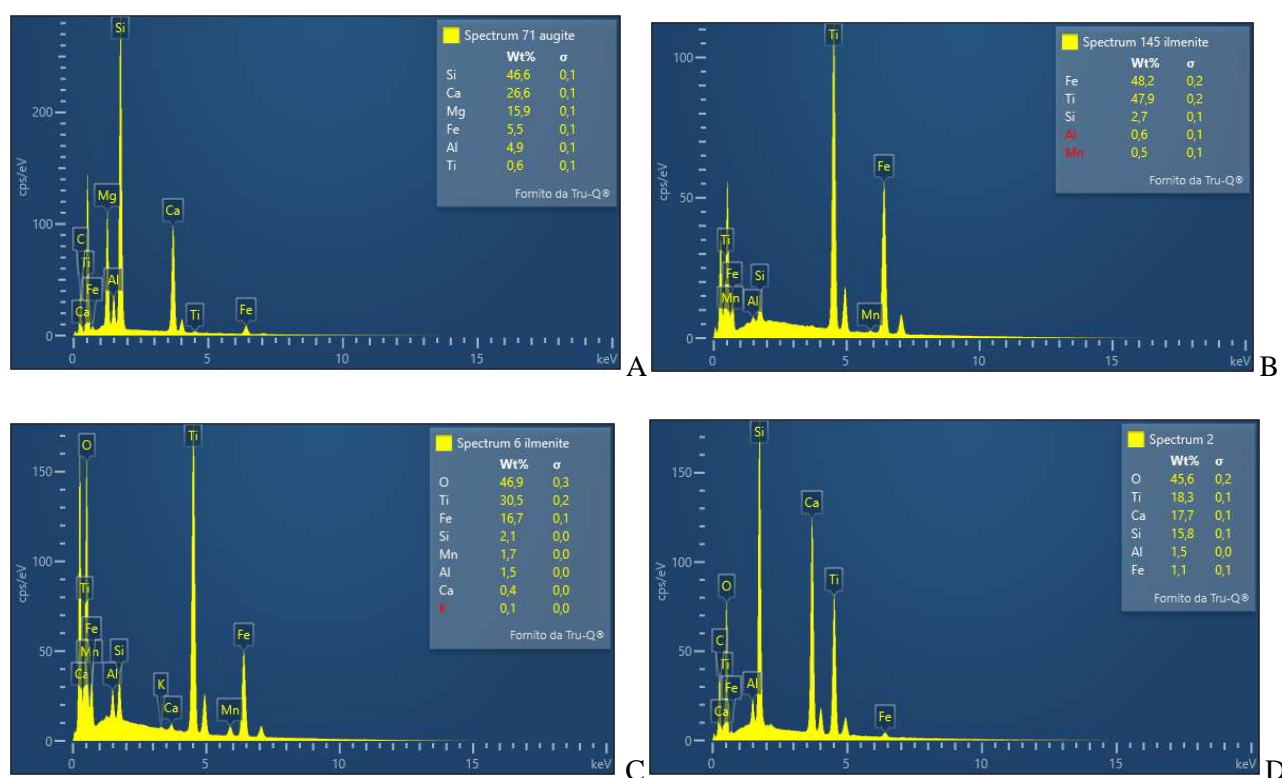 Spectrum 71 augite
Wt% σ
Si 46,6 0,1
Ca 26,6 0,1
Mg 15,9 0,1
Fe 5,5 0,1
Al 4,9 0,1
Ti 0,6 0,1
Fornito da Tru-Q®
cps/eV
200
100
0
Si
Mg
Ca
C
Ti
Al
Fe
Ca
Ti
Fe
0 5 10 15 keV
A
Spectrum 145 ilmenite
Wt% σ
Fe 48,2 0,2
Ti 47,9 0,2
Si 2,7 0,1
Al 0,6 0,1
Mn 0,5 0,1
Fornito da Tru-Q®
cps/eV
100
50
0
Ti
Fe
Ti
Fe
Si
Mn
Al
Mn
0 5 10 15 keV
B
Spectrum 6 ilmenite
Wt% σ
O 46,9 0,3
Ti 30,5 0,2
Fe 16,7 0,1
Si 2,1 0,0
Mn 1,7 0,0
Al 1,5 0,0
Ca 0,4 0,0
K 0,1 0,0
Fornito da Tru-Q®
cps/eV
150
100
50
0
O
Ti
Ti
Fe
Fe
Mn
Si
Ca
Al
K
Ca
Mn
0 5 10 15 keV
C
Spectrum 2
Wt% σ
O 45,6 0,2
Ti 18,3 0,1
Ca 17,7 0,1
Si 15,8 0,1
Al 1,5 0,0
Fe 1,1 0,1
Fornito da Tru-Q®
cps/eV
150
100
50
0
Si
Ca
O
Ti
C
Ti
Fe
Al
Ca
Fe
0 5 10 15 keV
D